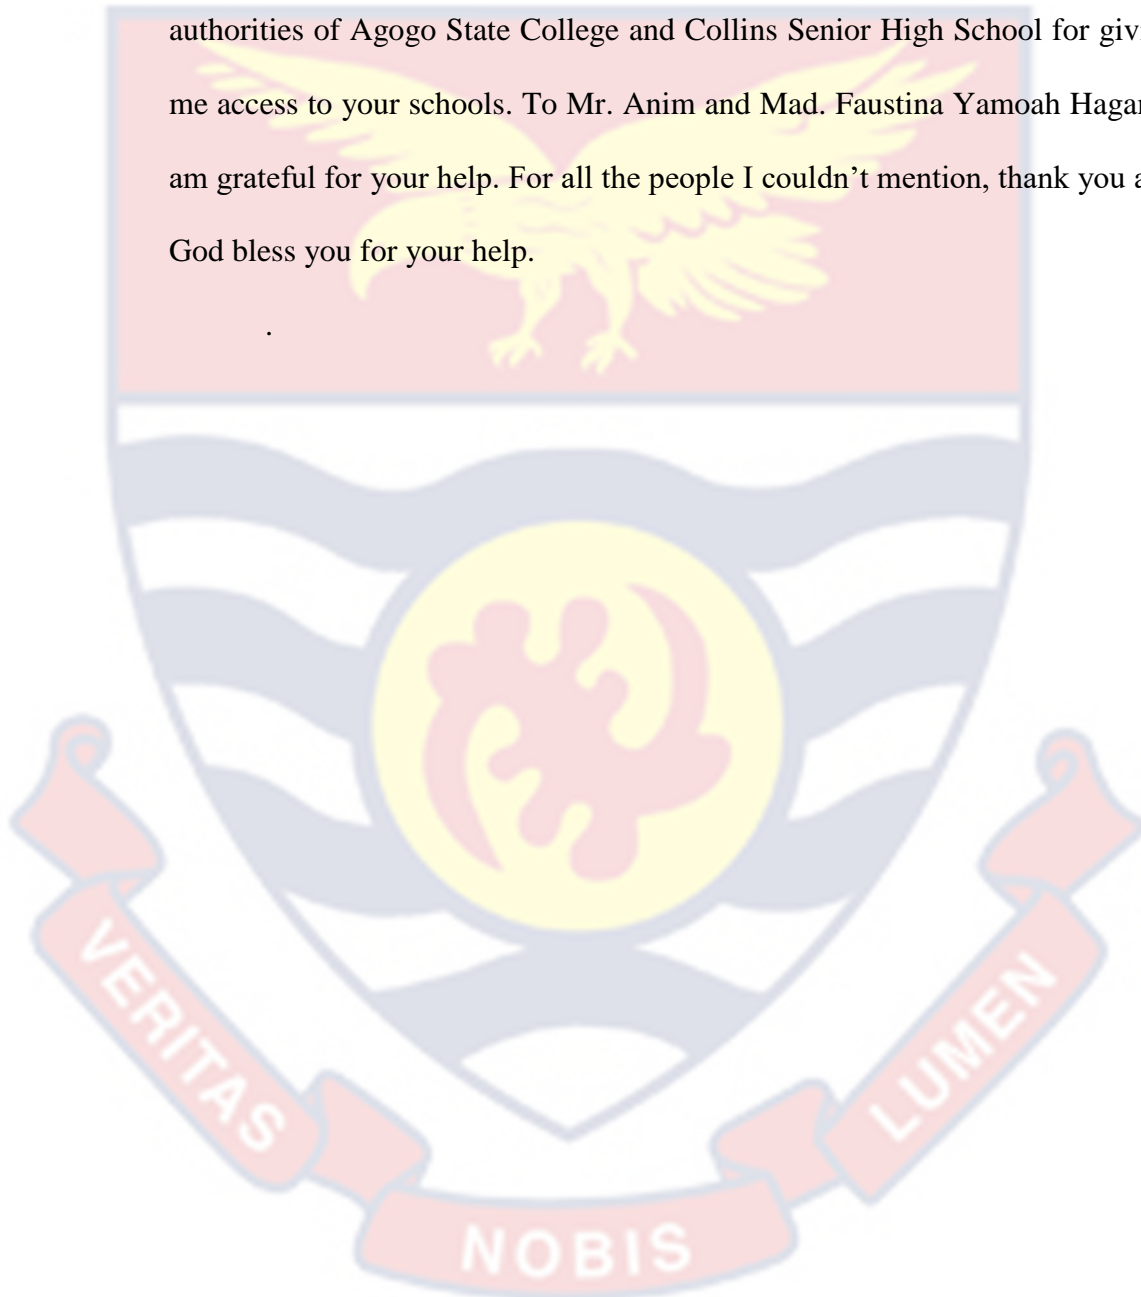 authorities of Agogo State College and Collins Senior High School for givi
me access to your schools. To Mr. Anim and Mad. Faustina Yamoah Hagar
am grateful for your help. For all the people I couldn’t mention, thank you a
God bless you for your help.
.
VERITAS
NOBIS
LUMEN